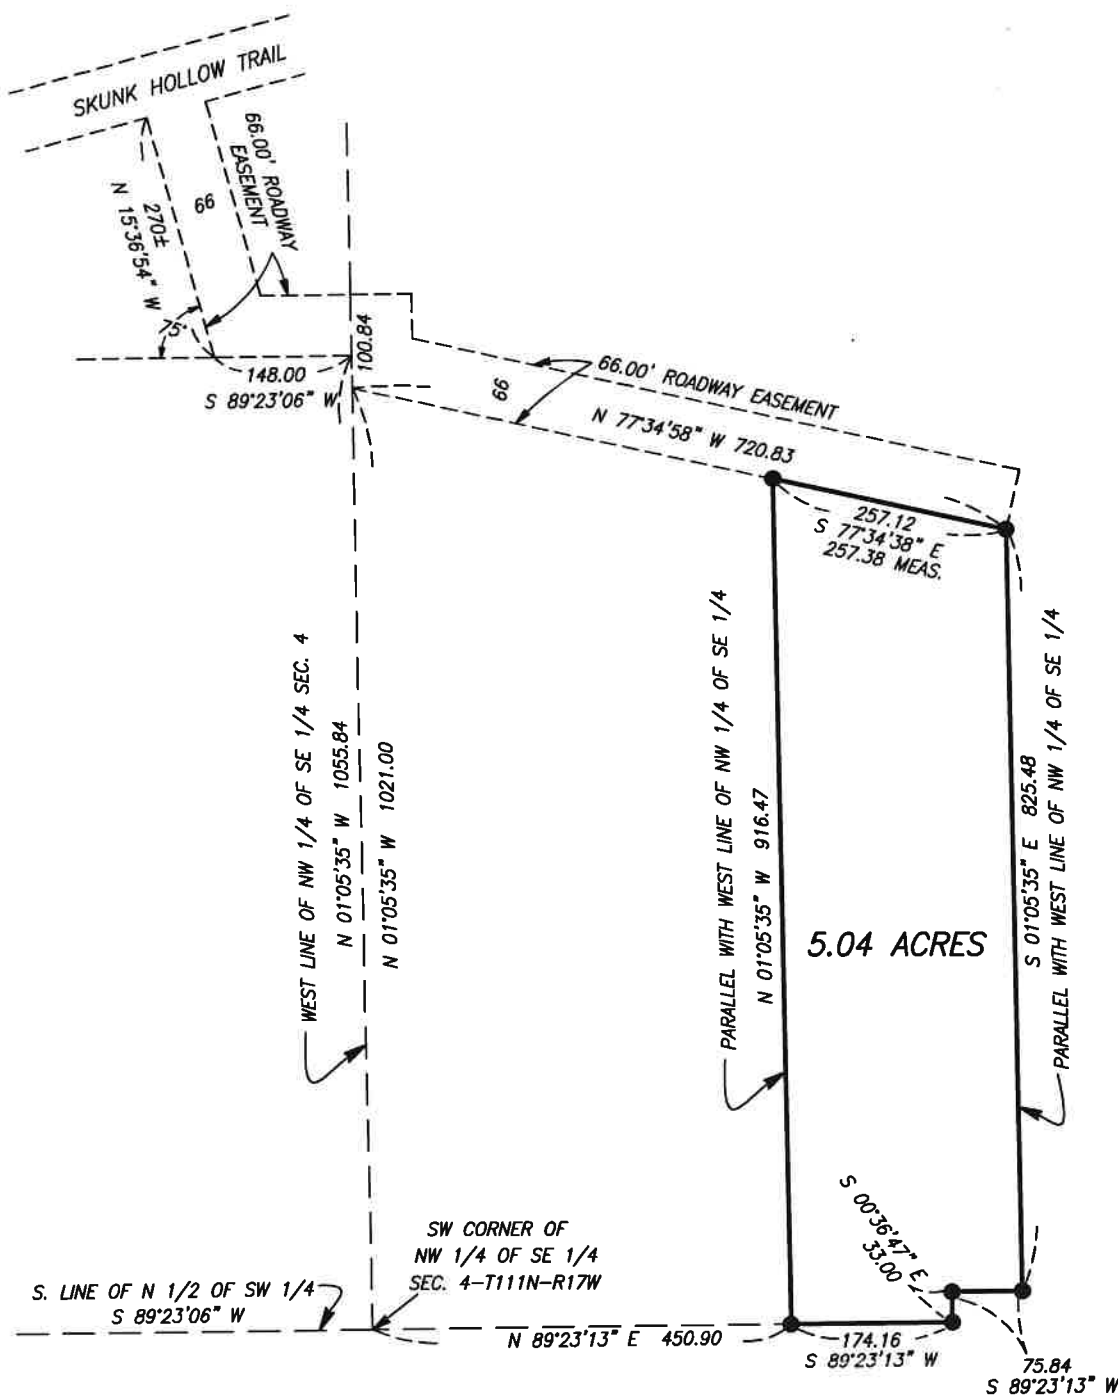 SKUNK HOLLOW TRAIL
66.00' ROADWAY
EASEMENT
66
270±
N 15°36'54" W
75°
148.00
S 89°23'06" W
100.84
66
66.00' ROADWAY EASEMENT
N 77°34'58" W 720.83
257.12
S 77°34'38" E
257.38 MEAS.
WEST LINE OF NW 1/4 OF SE 1/4 SEC. 4
N 01°05'35" W 1055.84
N 01°05'35" W 1021.00
PARALLEL WITH WEST LINE OF NW 1/4 OF SE 1/4
N 01°05'35" W 916.47
5.04 ACRES
S 01°05'35" E 825.48
PARALLEL WITH WEST LINE OF NW 1/4 OF SE 1/4
S 00°36'47" E
33.00
SW CORNER OF
NW 1/4 OF SE 1/4
SEC. 4-T111N-R17W
S. LINE OF N 1/2 OF SW 1/4
S 89°23'06" W
N 89°23'13" E 450.90
174.16
S 89°23'13" W
75.84
S 89°23'13" W